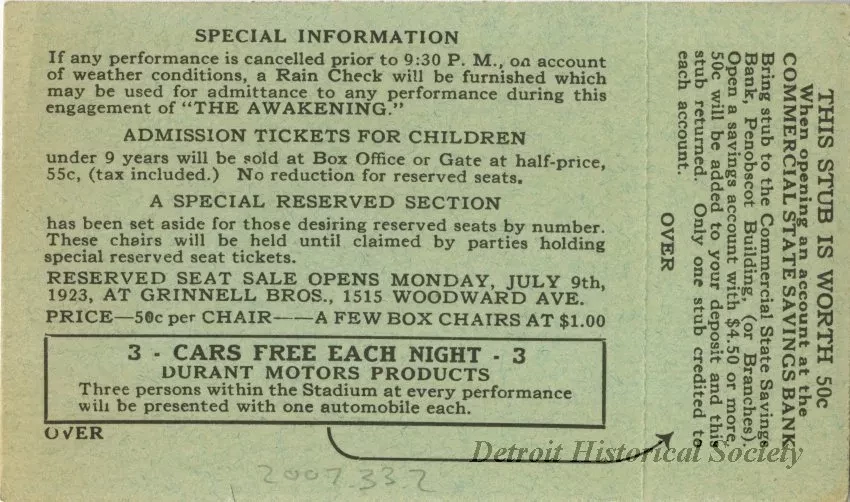 SPECIAL INFORMATION
If any performance is cancelled prior to 9:30 P. M., on account
of weather conditions, a Rain Check will be furnished which
may be used for admittance to any performance during this
engagement of "THE AWAKENING."
ADMISSION TICKETS FOR CHILDREN
under 9 years will be sold at Box Office or Gate at half-price,
55c, (tax included.) No reduction for reserved seats.
A SPECIAL RESERVED SECTION
has been set aside for those desiring reserved seats by number.
These chairs will be held until claimed by parties holding
special reserved seat tickets.
RESERVED SEAT SALE OPENS MONDAY, JULY 9th,
1923, AT GRINNELL BROS., 1515 WOODWARD AVE.
PRICE—50c per CHAIR——A FEW BOX CHAIRS AT $1.00
3 - CARS FREE EACH NIGHT - 3
DURANT MOTORS PRODUCTS
Three persons within the Stadium at every performance
will be presented with one automobile each.
OVER
THIS STUB IS WORTH 50c
When opening an account at the
COMMERCIAL STATE SAVINGS BANK
Bring stub to the Commercial State Savings
Bank, Penobscot Building, (or Branches).
Open a savings account with $4.50 or more,
50c will be added to your deposit and this
stub returned. Only one stub credited to
each account.
OVER
Detroit Historical Society
2007.33.2